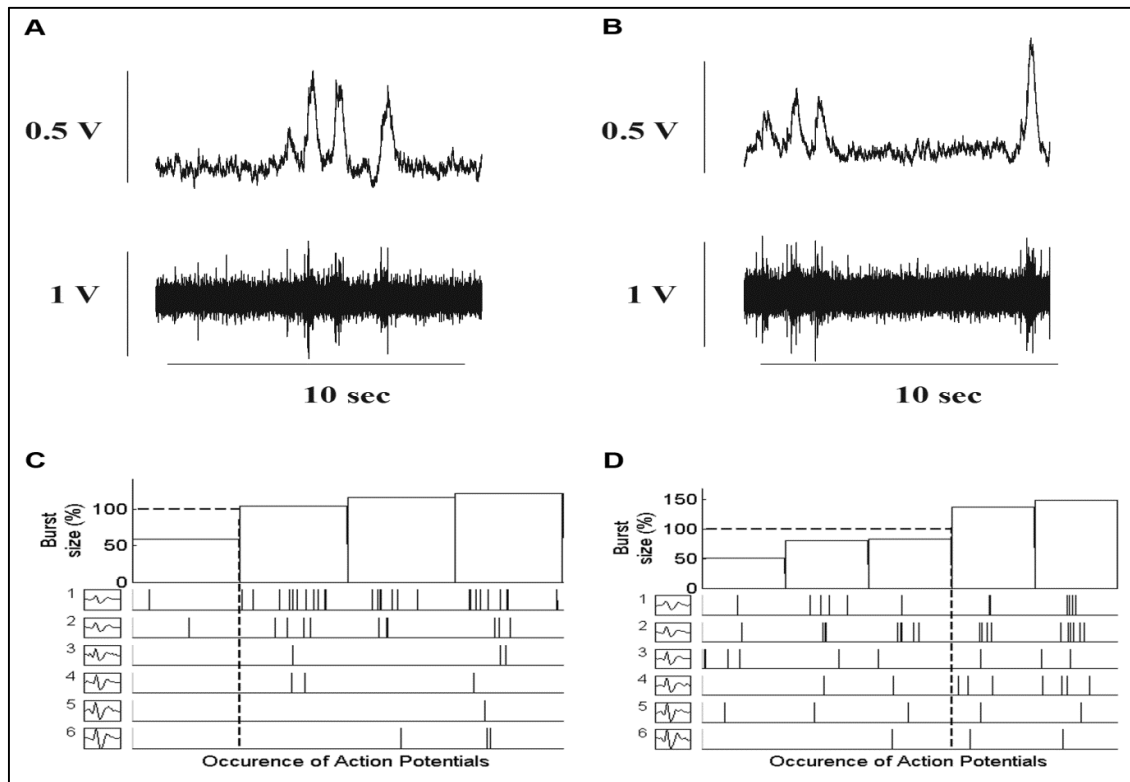 A
B
0.5 V
0.5 V
1 V
1 V
10 sec
10 sec
C
Burst
size (%)
100
50
0
1
2
3
4
5
6
Occurence of Action Potentials
D
Burst
size (%)
150
100
50
0
1
2
3
4
5
6
Occurence of Action Potentials